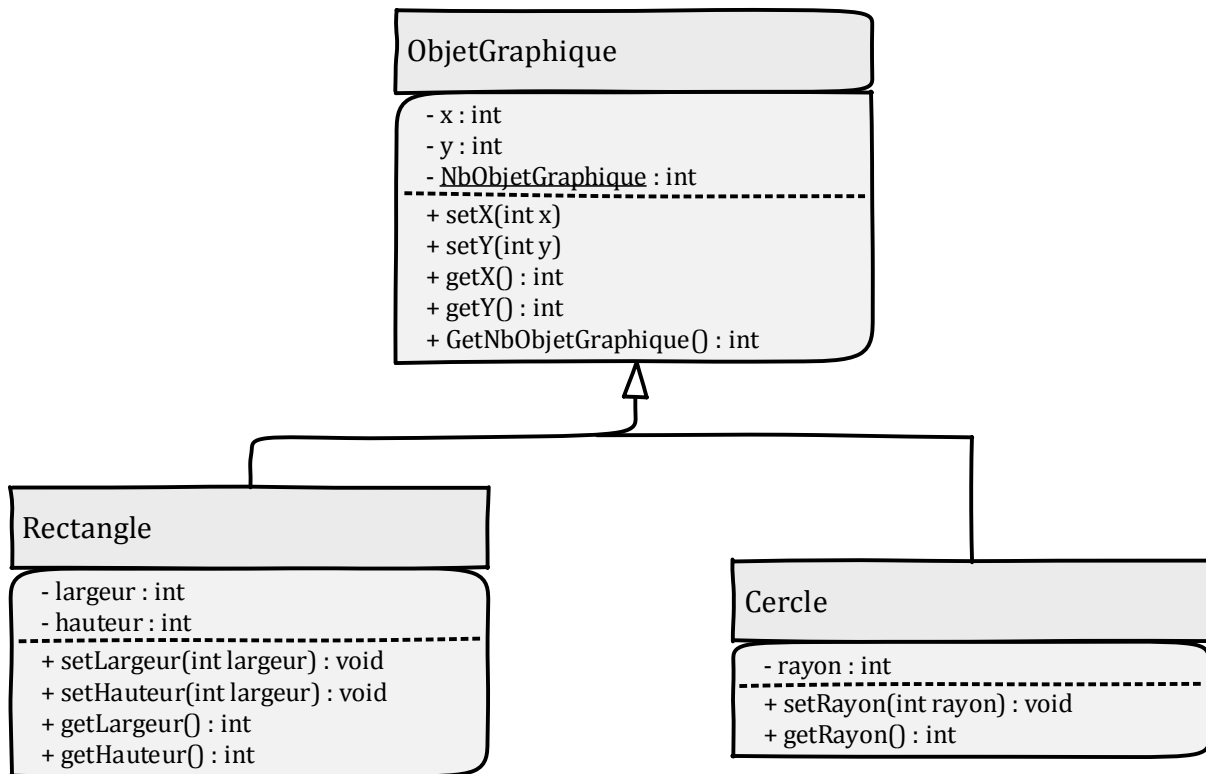 ObjetGraphique
- x : int
- y : int
- NbObjetGraphique : int
+ setX(int x)
+ setY(int y)
+ getX() : int
+ getY() : int
+ GetNbObjetGraphique() : int
Rectangle
- largeur : int
- hauteur : int
+ setLargeur(int largeur) : void
+ setHauteur(int largeur) : void
+ getLargeur() : int
+ getHauteur() : int
Cercle
- rayon : int
+ setRayon(int rayon) : void
+ getRayon() : int